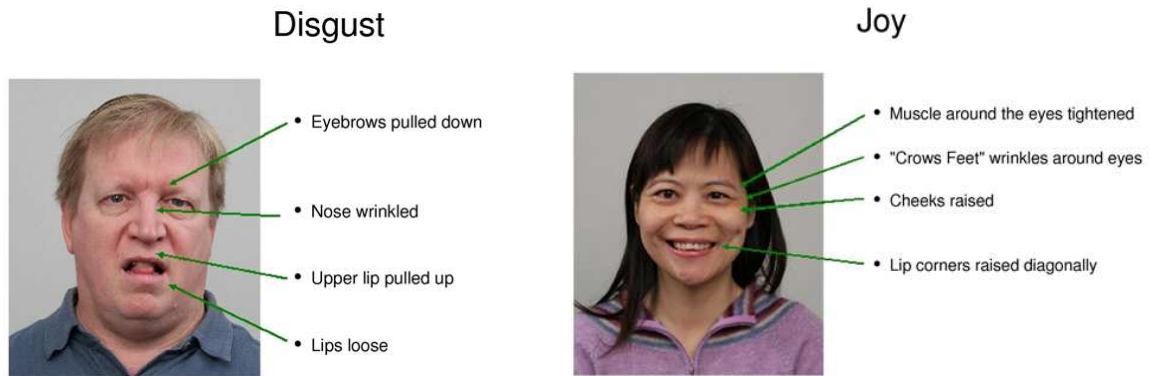 Disgust
• Eyebrows pulled down
• Nose wrinkled
• Upper lip pulled up
• Lips loose
Joy
• Muscle around the eyes tightened
• "Crows Feet" wrinkles around eyes
• Cheeks raised
• Lip corners raised diagonally